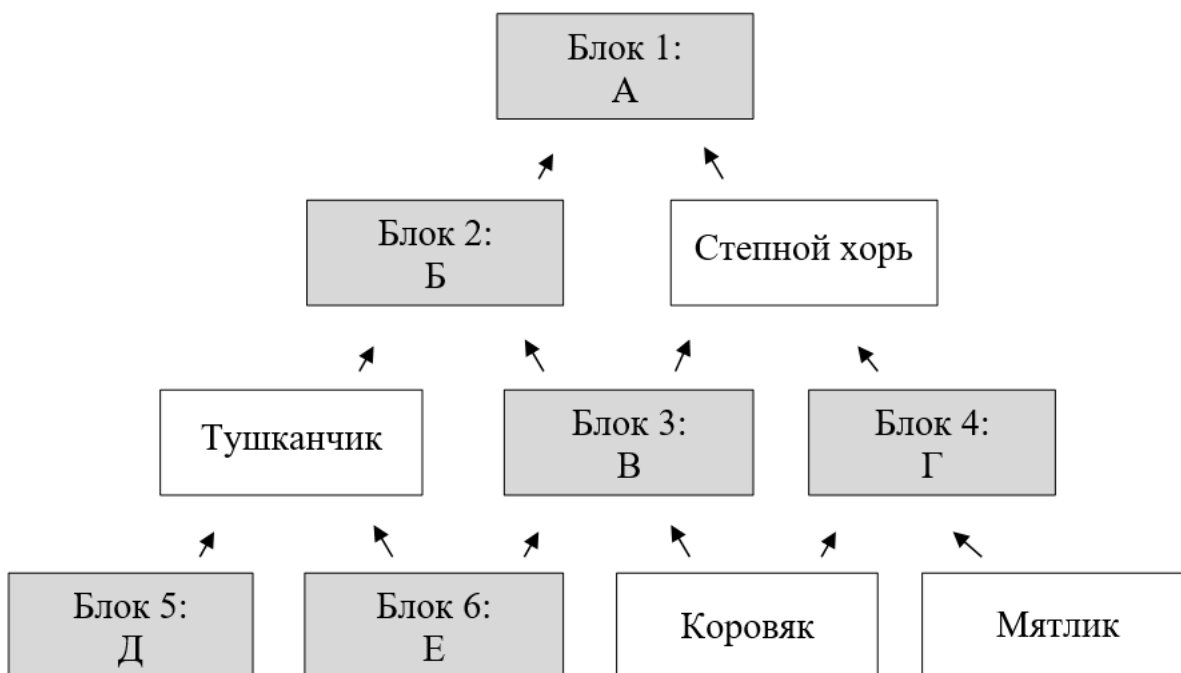 Блок 1:
А
Блок 2:
Б
Степной хорь
Тушканчик
Блок 3:
В
Блок 4:
Г
Блок 5:
Д
Блок 6:
Е
Коровяк
Мятлик